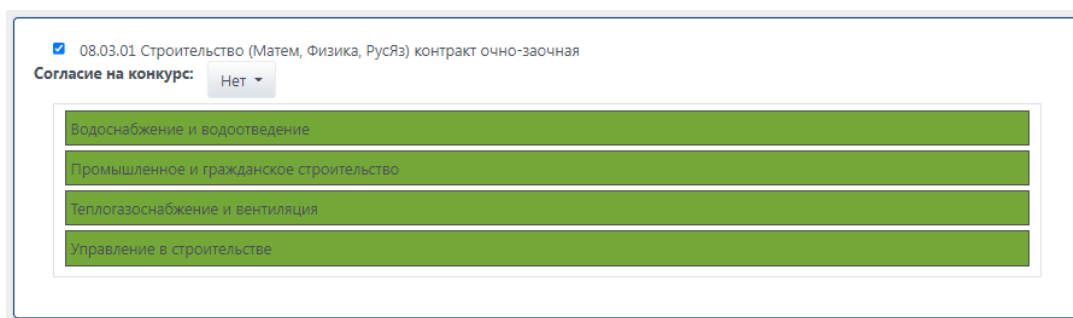 08.03.01 Строительство (Матем, Физика, РусЯз) контракт очно-заочная
Согласие на конкурс: Нет
Водоснабжение и водоотведение
Промышленное и гражданское строительство
Теплогазоснабжение и вентиляция
Управление в строительстве